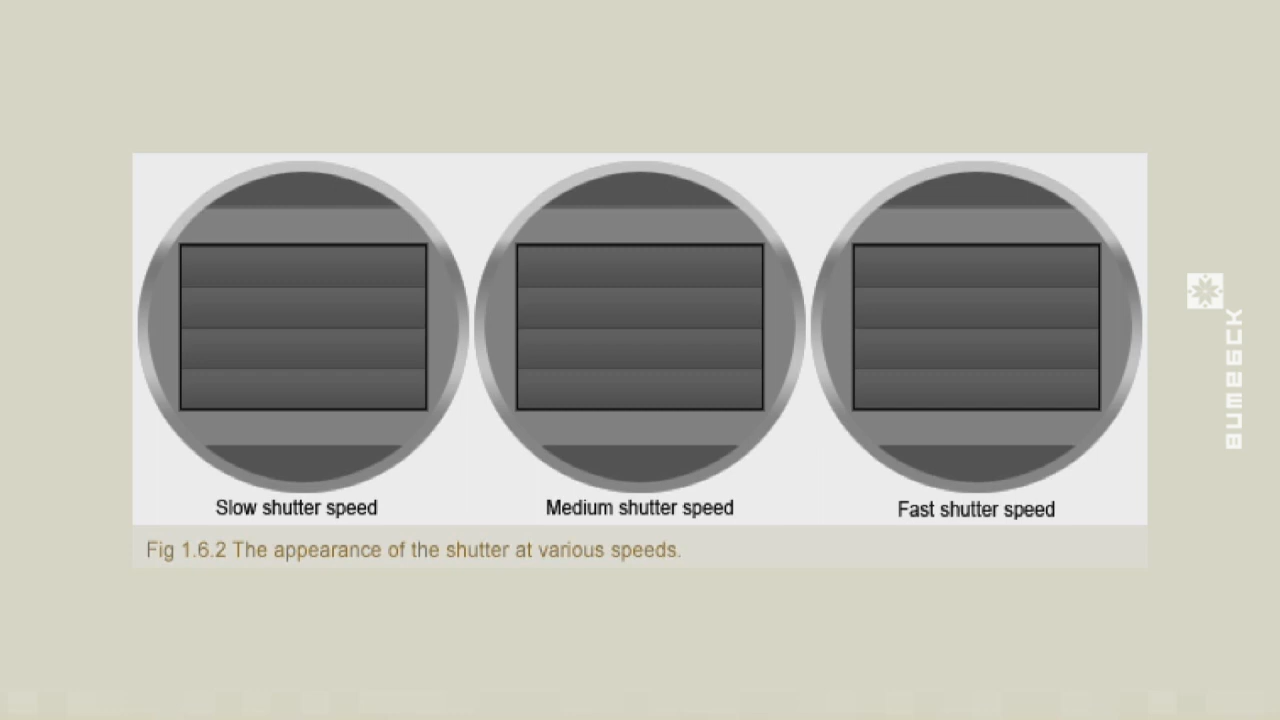 Slow shutter speed
Medium shutter speed
Fast shutter speed
Fig 1.6.2 The appearance of the shutter at various speeds.
Витебск